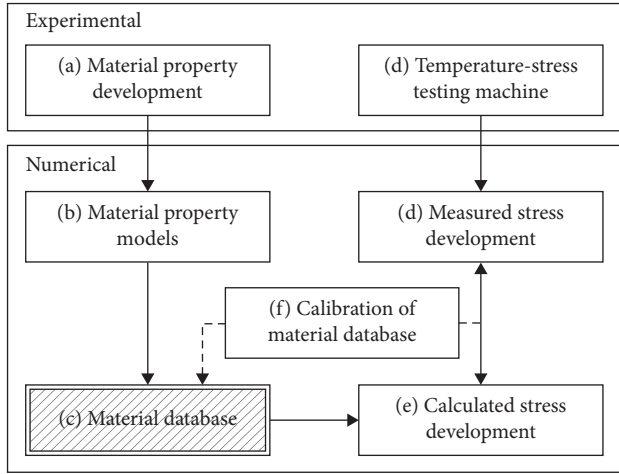 Experimental
(a) Material property
development
(d) Temperature-stress
testing machine
Numerical
(b) Material property
models
(d) Measured stress
development
(f) Calibration of
material database
(c) Material database
(e) Calculated stress
development